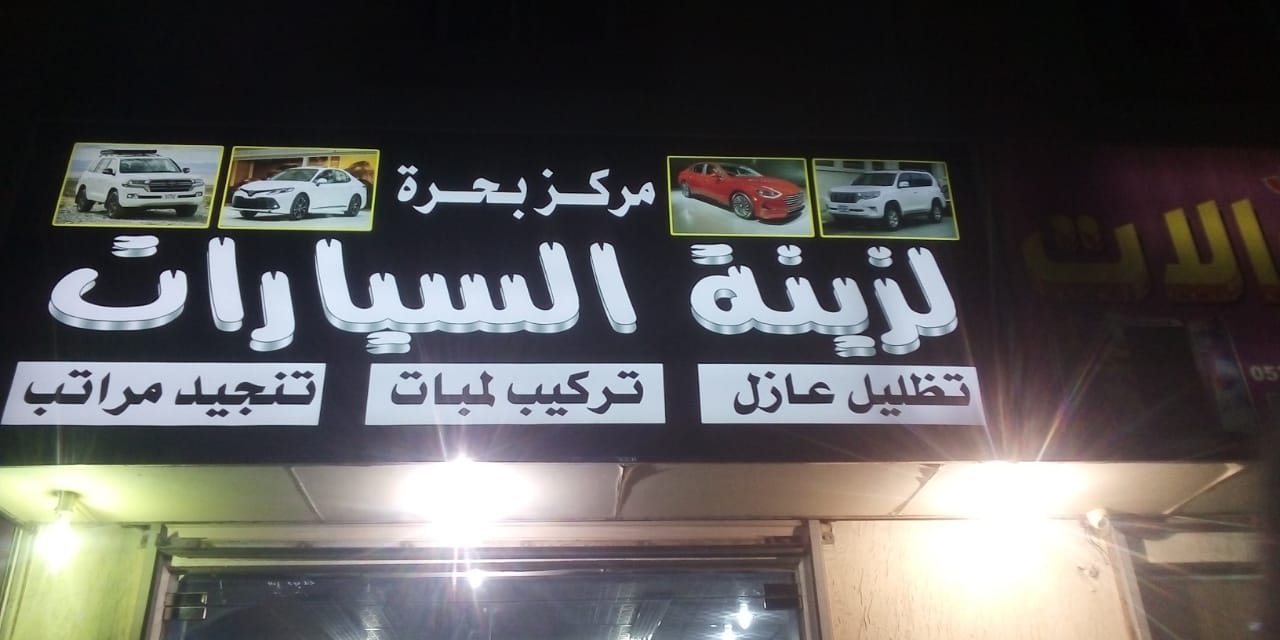 مركز بحرة
لزينة السيارات
تظليل عازل
تركيب لمبات
تنجيد مراتب